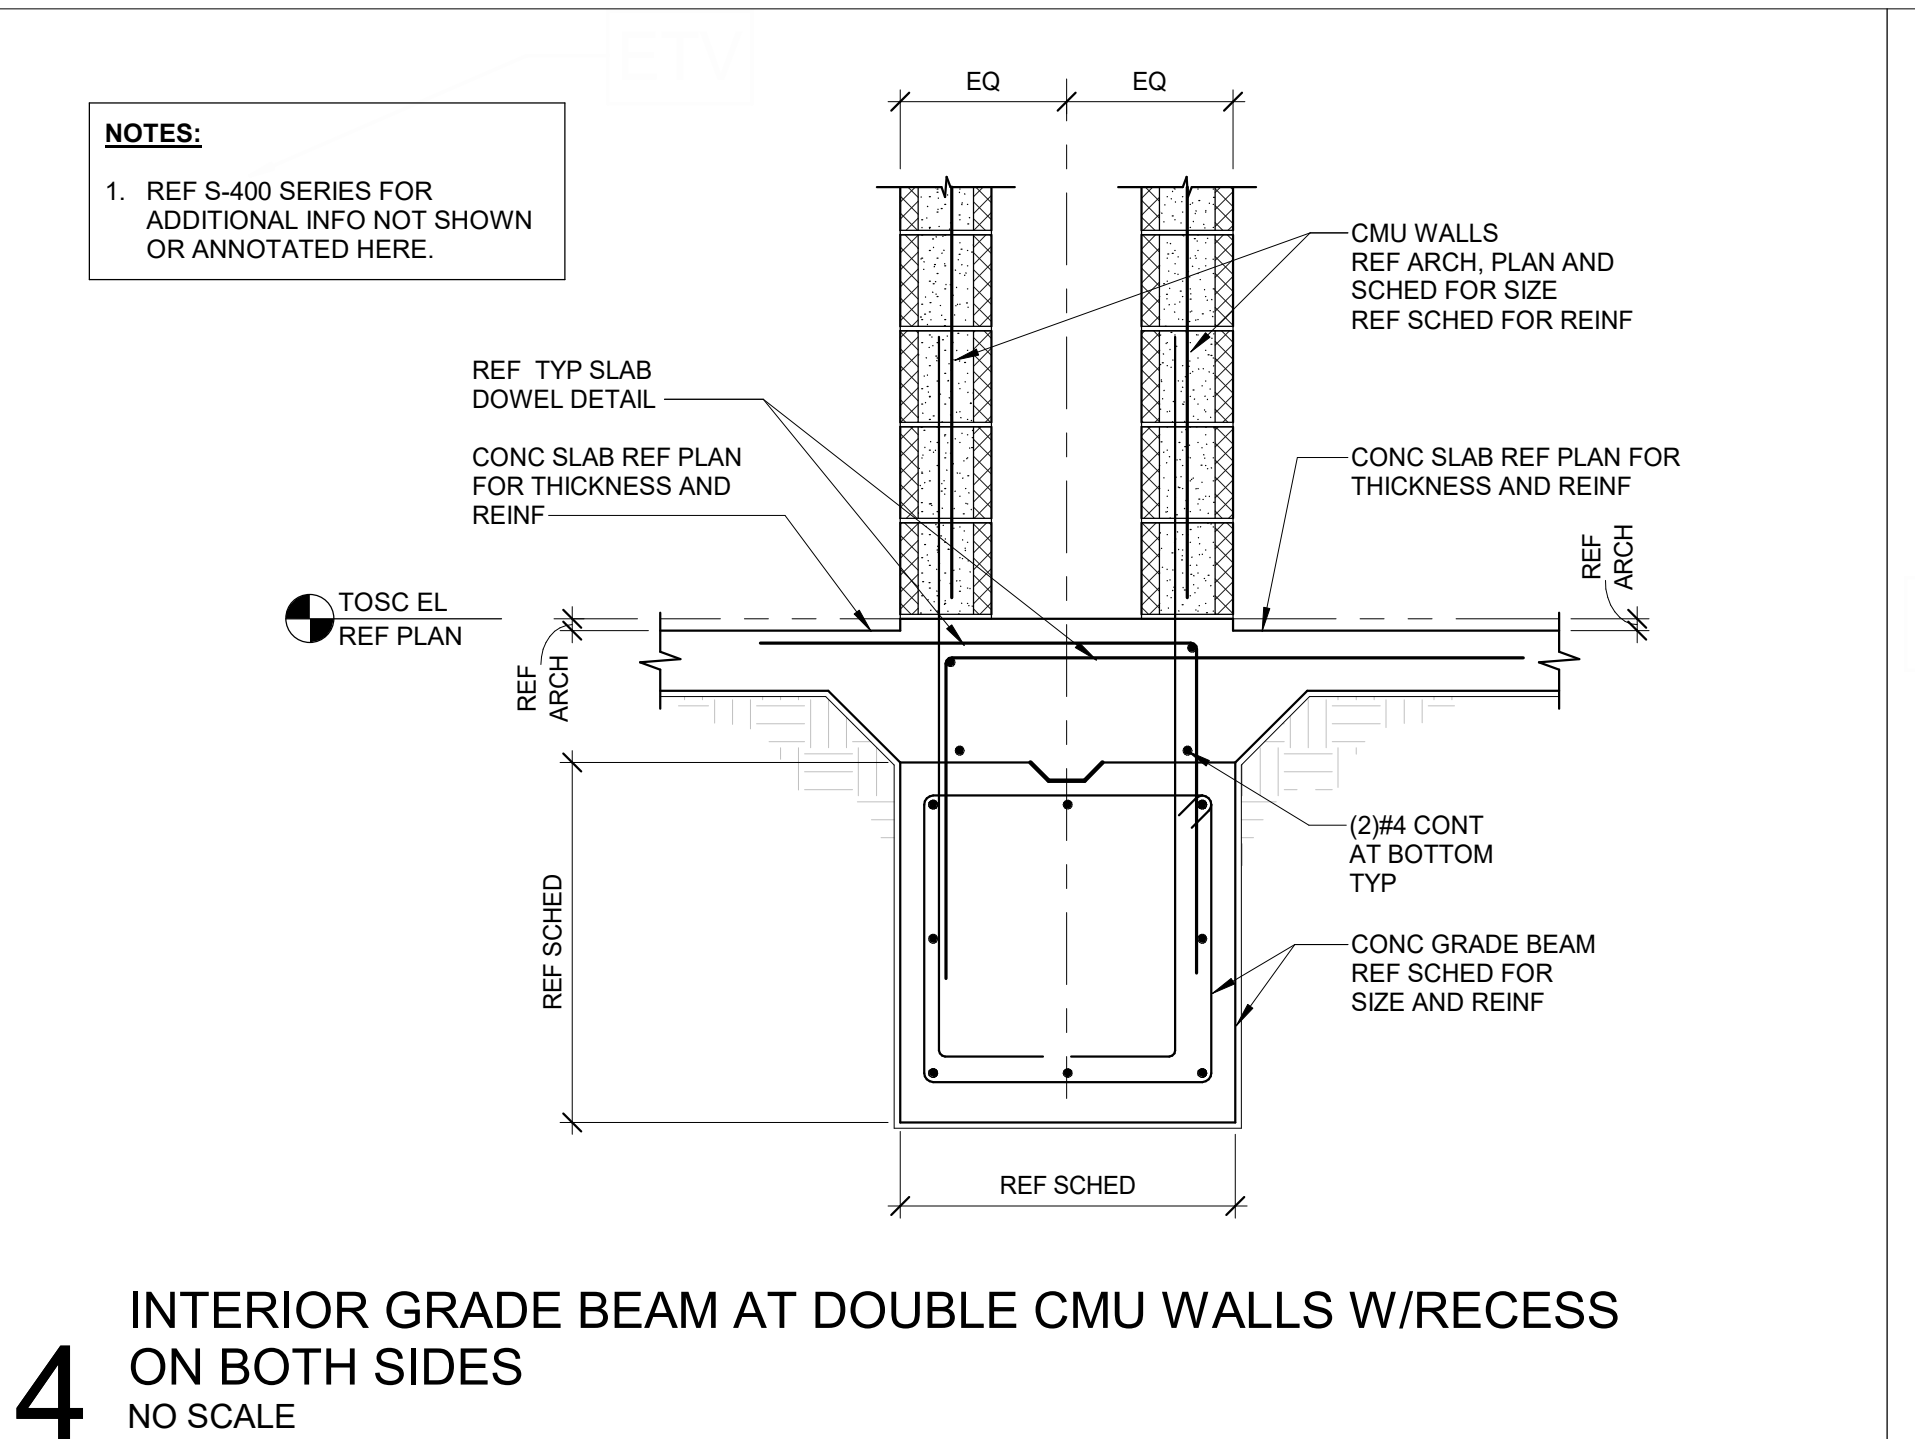 EQ
EQ
NOTES:
1. REF S-400 SERIES FOR
ADDITIONAL INFO NOT SHOWN
OR ANNOTATED HERE.
CMU WALLS
REF ARCH, PLAN AND
SCHED FOR SIZE
REF SCHED FOR REINF
REF TYP SLAB
DOWEL DETAIL
CONC SLAB REF PLAN
FOR THICKNESS AND
REINF
CONC SLAB REF PLAN FOR
THICKNESS AND REINF
REF
ARCH
TOSC EL
REF PLAN
REF
ARCH
(2)#4 CONT
AT BOTTOM
TYP
REF SCHED
CONC GRADE BEAM
REF SCHED FOR
SIZE AND REINF
REF SCHED
4
INTERIOR GRADE BEAM AT DOUBLE CMU WALLS W/RECESS
ON BOTH SIDES
NO SCALE